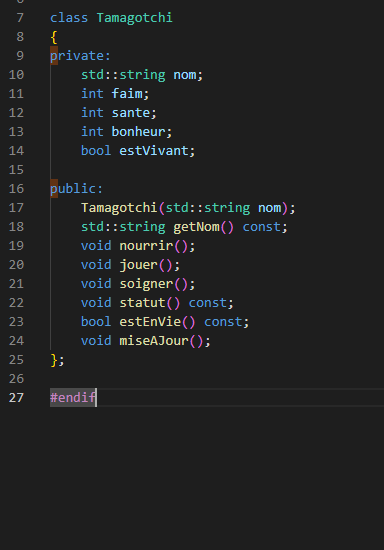 7 class Tamagotchi
8 {
9 private:
10     std::string nom;
11     int faim;
12     int sante;
13     int bonheur;
14     bool estVivant;
15
16 public:
17     Tamagotchi(std::string nom);
18     std::string getNom() const;
19     void nourrir();
20     void jouer();
21     void soigner();
22     void statut() const;
23     bool estEnVie() const;
24     void miseAJour();
25 };
26
27 #endif